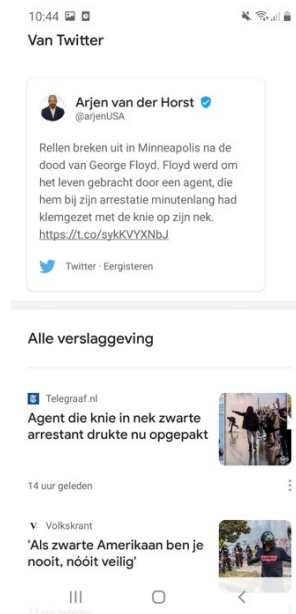 10:44
Van Twitter
Arjen van der Horst
@arjenUSA
Rellen breken uit in Minneapolis na de
dood van George Floyd. Floyd werd om
het leven gebracht door een agent, die
hem bij zijn arrestatie minutenlang had
klemgezet met de knie op zijn nek.
https://t.co/sykKVYXNbJ
Twitter · Eergisteren
Alle verslaggeving
Telegraaf.nl
Agent die knie in nek zwarte
arrestant drukte nu opgepakt
14 uur geleden
V Volkskrant
'Als zwarte Amerikaan ben je
nooit, nóóit veilig'